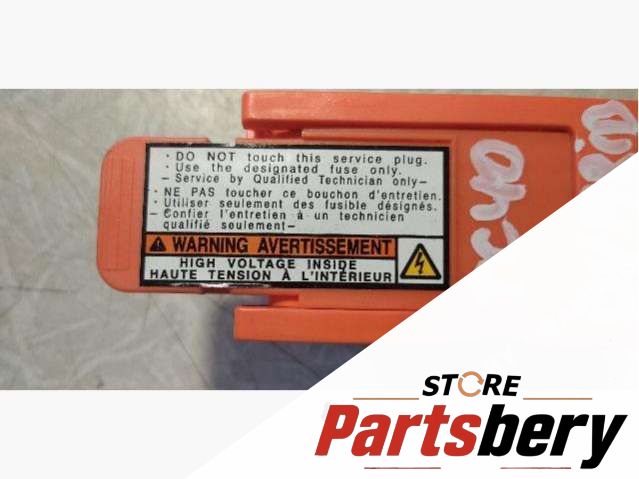 · DO NOT touch this service plug.
· Use the designated fuse only.
– Service by Qualified Technician only–
· NE PAS toucher ce bouchon d'entretien.
· Utiliser seulement des fusible désignés.
– Confier l'entretien à un technicien
qualifié seulement–
WARNING AVERTISSEMENT
HIGH VOLTAGE INSIDE
HAUTE TENSION À L'INTÉRIEUR
STORE
Partsbery